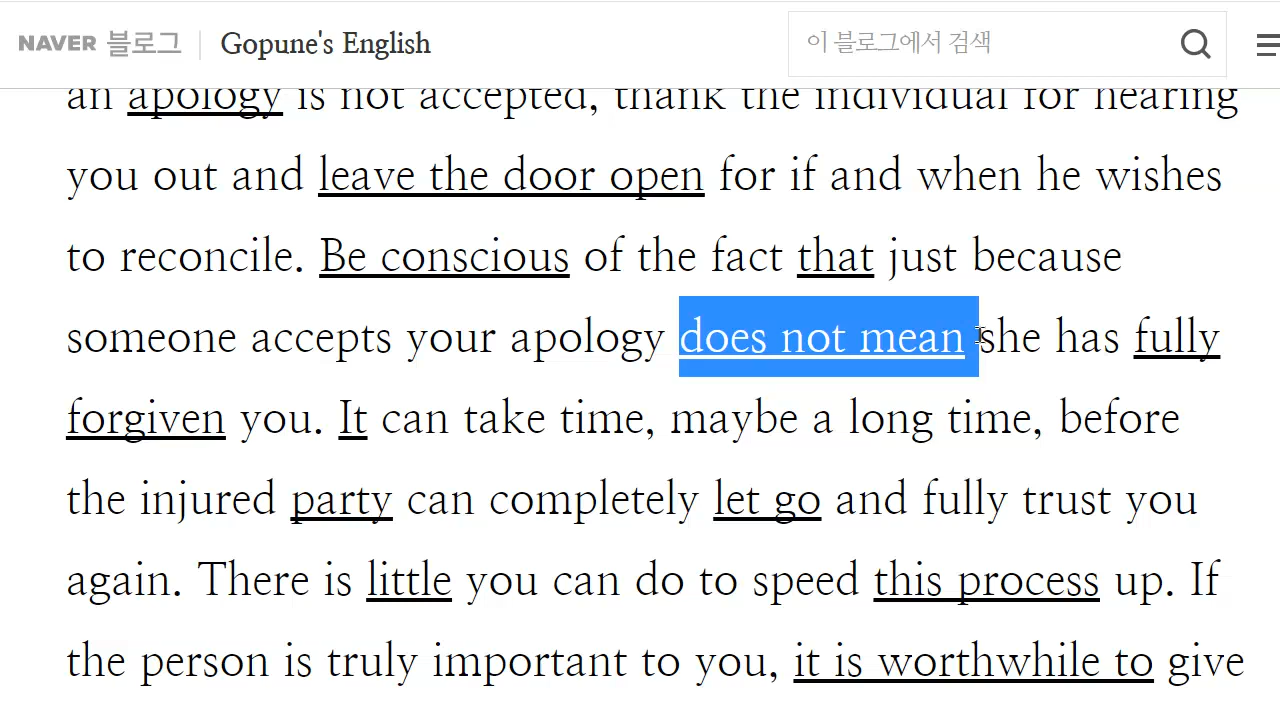 NAVER 블로그 | Gopune's English
이 블로그에서 검색
an apology is not accepted, thank the individual for hearing
you out and leave the door open for if and when he wishes
to reconcile. Be conscious of the fact that just because
someone accepts your apology does not mean she has fully
forgiven you. It can take time, maybe a long time, before
the injured party can completely let go and fully trust you
again. There is little you can do to speed this process up. If
the person is truly important to you, it is worthwhile to give